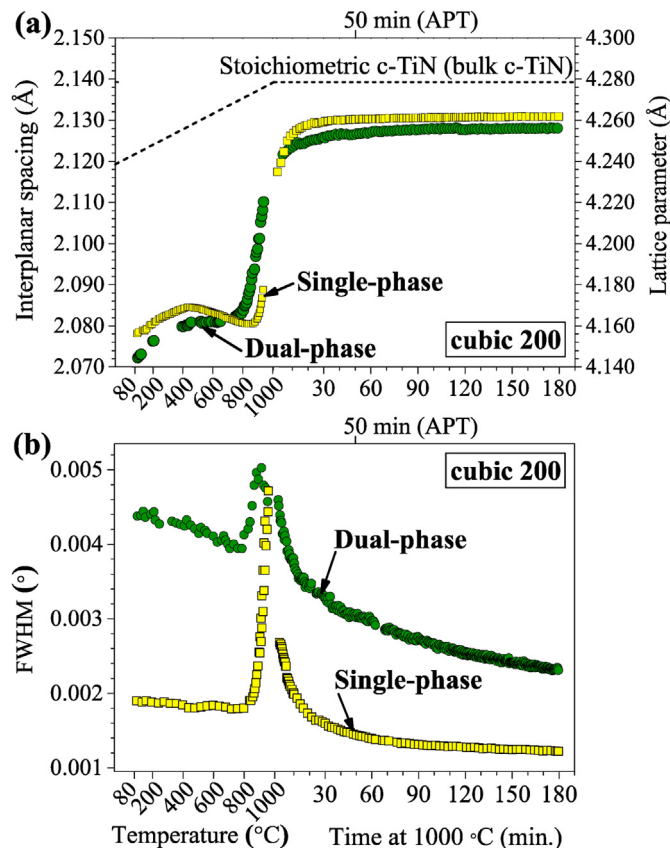 50 min (APT)
(a)
2.150
4.300
Stoichiometric c-TiN (bulk c-TiN)
2.140
4.280
2.130
4.260
2.120
4.240
2.110
4.220
2.100
4.200
2.090
4.180
2.080
4.160
2.070
4.140
Interplanar spacing (Å)
Lattice parameter (Å)
Single-phase
Dual-phase
cubic 200
80 200 400 600 800 1000 30 60 90 120 150 180
50 min (APT)
(b)
cubic 200
0.005
0.004
0.003
0.002
0.001
FWHM (°)
Dual-phase
Single-phase
80 200 400 600 800 1000 30 60 90 120 150 180
Temperature (°C) Time at 1000 °C (min.)